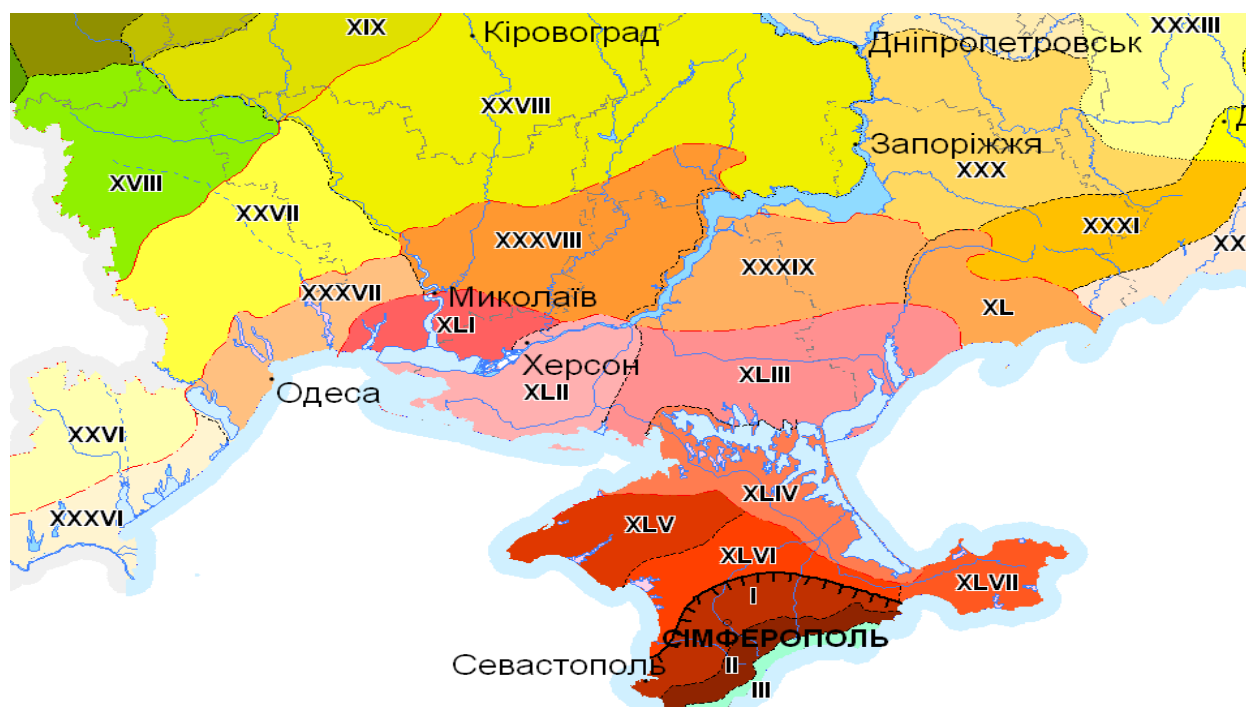 XIX
Кіровоград
XXXIII
Дніпропетровськ
XXVIII
Д
Запоріжжя
XXX
XVIII
XXVII
XXXVIII
XXXI
XX
XXXIX
XXXVII
Миколаїв
XL
XLI
Херсон
XLIII
Одеса
XLII
XXVI
XLIV
XXXVI
XLV
XLVI
XLVII
I
СІМФЕРОПОЛЬ
Севастополь
II
III